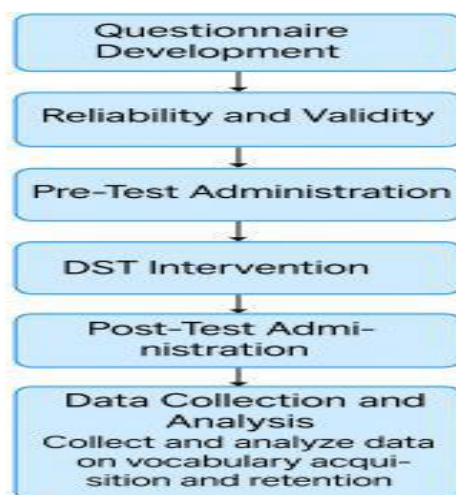 Questionnaire
Development
Reliability and Validity
Pre-Test Administration
DST Intervention
Post-Test Admi-
nistration
Data Collection and
Analysis
Collect and analyze data
on vocabulary acqui-
sition and retention